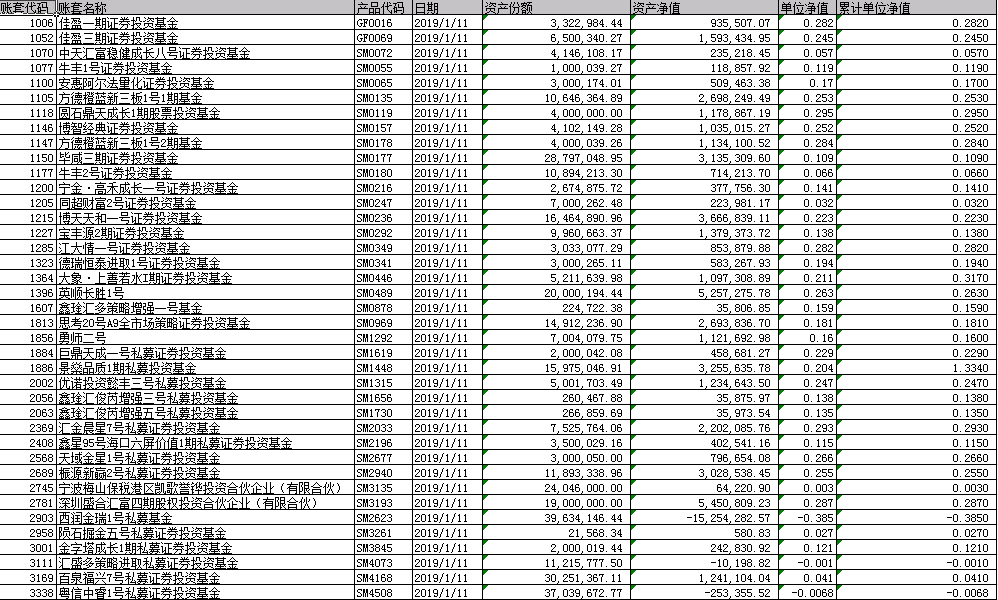 账套代码 账套名称 产品代码 日期 资产份额 资产净值 单位净值 累计单位净值
1006 佳盈一期证券投资基金 GF0016 2019/1/11 3,322,984.44 935,507.07 0.282 0.2820
1052 佳盈三期证券投资基金 GF0069 2019/1/11 6,500,340.27 1,593,434.95 0.245 0.2450
1070 中天汇富稳健成长八号证券投资基金 SM0072 2019/1/11 4,146,108.17 235,218.45 0.057 0.0570
1077 牛丰1号证券投资基金 SM0055 2019/1/11 1,000,039.27 118,857.92 0.119 0.1190
1100 安惠阿尔法量化证券投资基金 SM0065 2019/1/11 3,000,174.01 509,463.38 0.17 0.1700
1105 方德橙蓝新三板1号1期基金 SM0135 2019/1/11 10,646,364.89 2,698,249.49 0.253 0.2530
1118 圆石鼎天成长1期股票投资基金 SM0119 2019/1/11 4,000,000.00 1,178,867.19 0.295 0.2950
1146 博智经典证券投资基金 SM0157 2019/1/11 4,102,149.28 1,035,015.27 0.252 0.2520
1147 方德橙蓝新三板1号2期基金 SM0178 2019/1/11 4,000,039.26 1,134,100.52 0.284 0.2840
1150 毕咸三期证券投资基金 SM0177 2019/1/11 28,797,048.95 3,135,309.60 0.109 0.1090
1177 牛丰2号证券投资基金 SM0180 2019/1/11 10,894,213.30 714,213.70 0.066 0.0660
1200 宁金·高禾成长一号证券投资基金 SM0216 2019/1/11 2,674,875.72 377,756.30 0.141 0.1410
1205 同超财富2号证券投资基金 SM0247 2019/1/11 7,000,262.48 223,981.17 0.032 0.0320
1215 博天天和一号证券投资基金 SM0236 2019/1/11 16,464,890.96 3,666,839.11 0.223 0.2230
1227 宝丰源2期证券投资基金 SM0292 2019/1/11 9,960,663.37 1,379,373.72 0.138 0.1380
1285 江大情一号证券投资基金 SM0349 2019/1/11 3,033,077.29 853,879.88 0.282 0.2820
1323 德瑞恒泰进取1号证券投资基金 SM0341 2019/1/11 3,000,265.11 583,267.93 0.194 0.1940
1364 大象·上善若水I期证券投资基金 SM0446 2019/1/11 5,211,639.98 1,097,308.89 0.211 0.3170
1396 英顺长胜1号 SM0489 2019/1/11 20,000,194.44 5,257,275.78 0.263 0.2630
1607 鑫琻汇多策略增强一号基金 SM0878 2019/1/11 224,722.38 35,806.85 0.159 0.1590
1813 思考20号A9全市场策略证券投资基金 SM0969 2019/1/11 14,912,236.90 2,693,836.70 0.181 0.1810
1856 勇师二号 SM1292 2019/1/11 7,004,079.75 1,121,692.98 0.16 0.1600
1884 巨鼎天成一号私募证券投资基金 SM1619 2019/1/11 2,000,042.08 458,681.27 0.229 0.2290
1886 景燊品质1期私募投资基金 SM1448 2019/1/11 15,975,046.91 3,255,635.78 0.204 1.3340
2002 优诺投资懿丰三号私募投资基金 SM1315 2019/1/11 5,001,703.49 1,234,643.50 0.247 0.2470
2056 鑫琻汇俊芮增强三号私募投资基金 SM1656 2019/1/11 260,467.88 35,875.97 0.138 0.1380
2063 鑫琻汇俊芮增强五号私募投资基金 SM1730 2019/1/11 266,859.69 35,973.54 0.135 0.1350
2369 汇金晨星7号私募证券投资基金 SM2033 2019/1/11 7,525,764.06 2,202,085.76 0.293 0.2930
2408 鑫星95号海口六屏价值1期私募证券投资基金 SM2196 2019/1/11 3,500,029.16 402,541.16 0.115 0.1150
2568 天域金星1号私募证券投资基金 SM2677 2019/1/11 3,000,050.00 796,654.08 0.266 0.2660
2689 振源新赢2号私募证券投资基金 SM2940 2019/1/11 11,893,338.96 3,028,538.45 0.255 0.2550
2745 宁波梅山保税港区凯歌誉锌投资合伙企业（有限合伙） SM3135 2019/1/11 24,046,000.00 64,220.90 0.003 0.0030
2781 深圳盛合汇富四期股权投资合伙企业（有限合伙） SM3193 2019/1/11 19,000,000.00 5,450,809.23 0.287 0.2870
2903 西润金瑞1号私募基金 SM2623 2019/1/11 39,634,146.44 -15,254,282.57 -0.385 -0.3850
2958 陨石掘金五号私募证券投资基金 SM3261 2019/1/11 21,568.34 580.83 0.027 0.0270
3001 金字塔成长1期私募证券投资基金 SM3845 2019/1/11 2,000,019.44 242,830.92 0.121 0.1210
3111 汇盛多策略进取私募证券投资基金 SM4073 2019/1/11 11,215,777.50 -10,198.82 -0.001 -0.0010
3169 百泉福兴7号私募证券投资基金 SM4168 2019/1/11 30,251,367.11 1,241,104.04 0.041 0.0410
3338 粤信中睿1号私募证券投资基金 SM4508 2019/1/11 37,039,672.77 -253,355.52 -0.0068 -0.0068